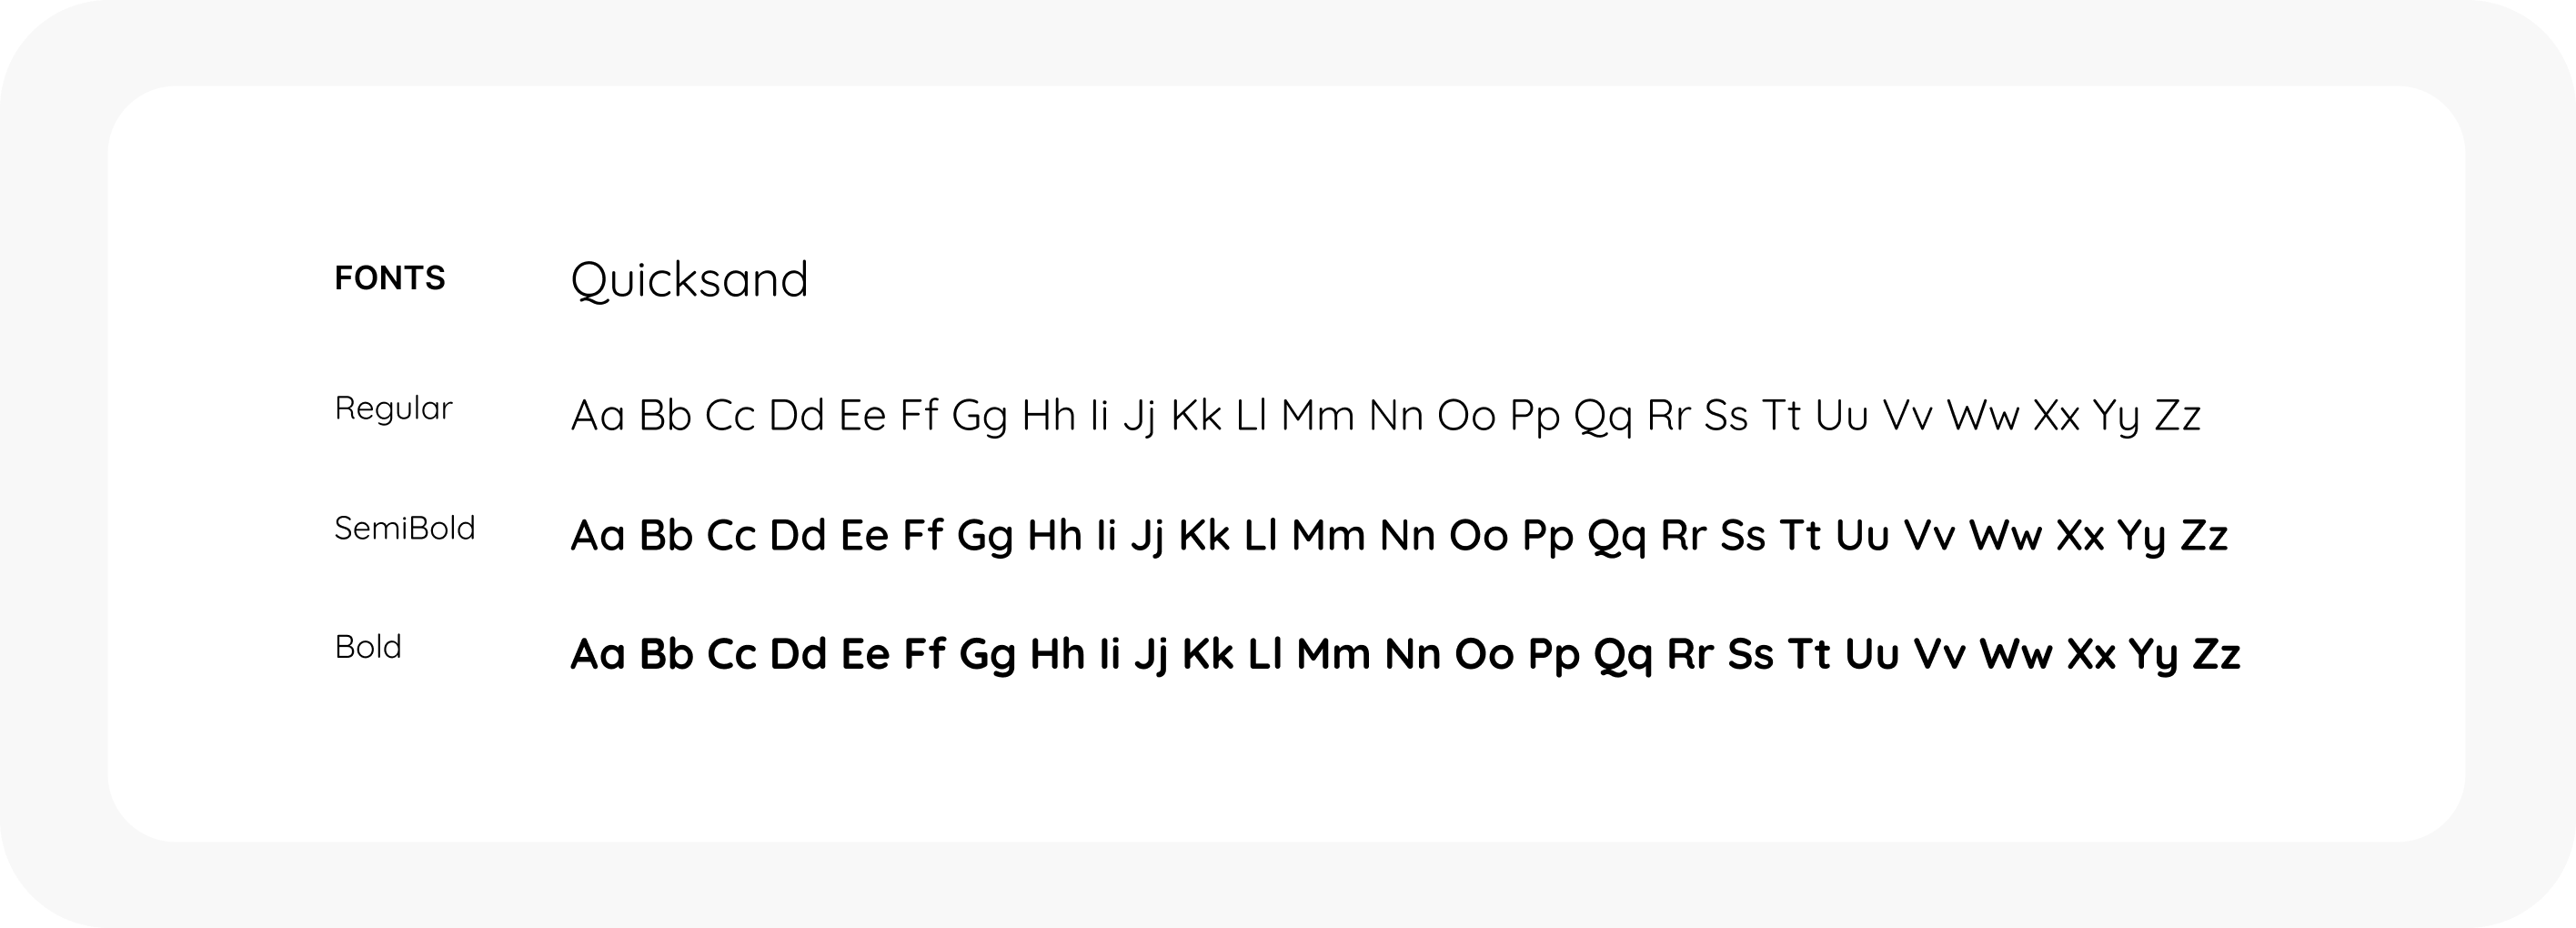 FONTS Quicksand
Regular Aa Bb Cc Dd Ee Ff Gg Hh Ii Jj Kk Ll Mm Nn Oo Pp Qq Rr Ss Tt Uu Vv Ww Xx Yy Zz
SemiBold Aa Bb Cc Dd Ee Ff Gg Hh Ii Jj Kk Ll Mm Nn Oo Pp Qq Rr Ss Tt Uu Vv Ww Xx Yy Zz
Bold Aa Bb Cc Dd Ee Ff Gg Hh Ii Jj Kk Ll Mm Nn Oo Pp Qq Rr Ss Tt Uu Vv Ww Xx Yy Zz